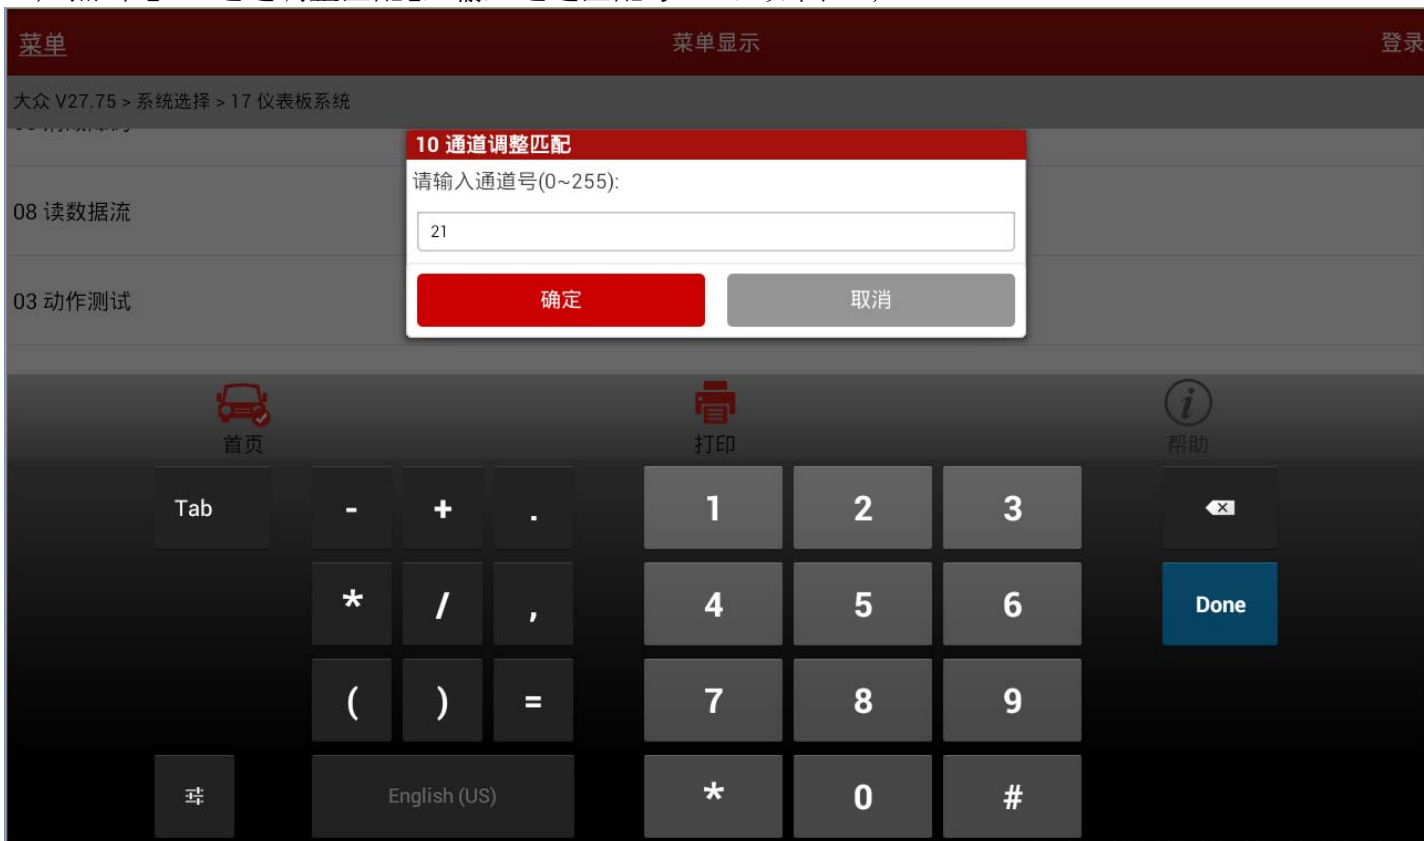 菜单
菜单显示
登录
大众 V27.75 > 系统选择 > 17 仪表板系统
10 通道调整匹配
请输入通道号(0~255):
08 读数据流
21
确定
取消
03 动作测试
首页
打印
帮助
Tab
-
+
.
1
2
3
*
/
,
4
5
6
Done
(
)
=
7
8
9
English (US)
*
0
#